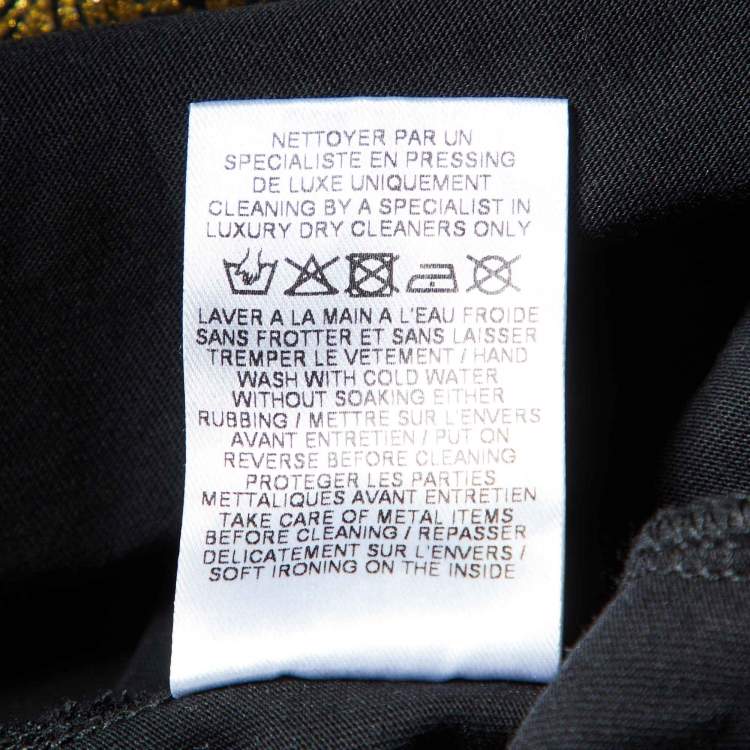 NETTOYER PAR UN
SPECIALISTE EN PRESSING
DE LUXE UNIQUEMENT
CLEANING BY A SPECIALIST IN
LUXURY DRY CLEANERS ONLY
LAVER A LA MAIN A L'EAU FROIDE
SANS FROTTER ET SANS LAISSER
TREMPER LE VETEMENT / HAND
WASH WITH COLD WATER
WITHOUT SOAKING EITHER
RUBBING / METTRE SUR L'ENVERS
AVANT ENTRETIEN / PUT ON
REVERSE BEFORE CLEANING
PROTEGER LES PARTIES
METTALIQUES AVANT ENTRETIEN
TAKE CARE OF METAL ITEMS
BEFORE CLEANING / REPASSER
DELICATEMENT SUR L'ENVERS /
SOFT IRONING ON THE INSIDE